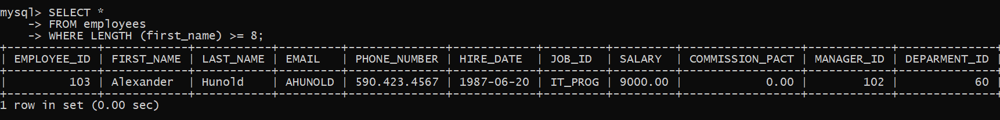 mysql> SELECT *
    -> FROM employees
    -> WHERE LENGTH (first_name) >= 8;
+-------------+------------+-----------+---------+--------------+------------+---------+---------+-----------------+------------+--------------+
| EMPLOYEE_ID | FIRST_NAME | LAST_NAME | EMAIL   | PHONE_NUMBER | HIRE_DATE  | JOB_ID  | SALARY  | COMMISSION_PACT | MANAGER_ID | DEPARMENT_ID |
+-------------+------------+-----------+---------+--------------+------------+---------+---------+-----------------+------------+--------------+
|         103 | Alexander  | Hunold    | AHUNOLD | 590.423.4567 | 1987-06-20 | IT_PROG | 9000.00 |            0.00 |        102 |           60 |
+-------------+------------+-----------+---------+--------------+------------+---------+---------+-----------------+------------+--------------+
1 row in set (0.00 sec)